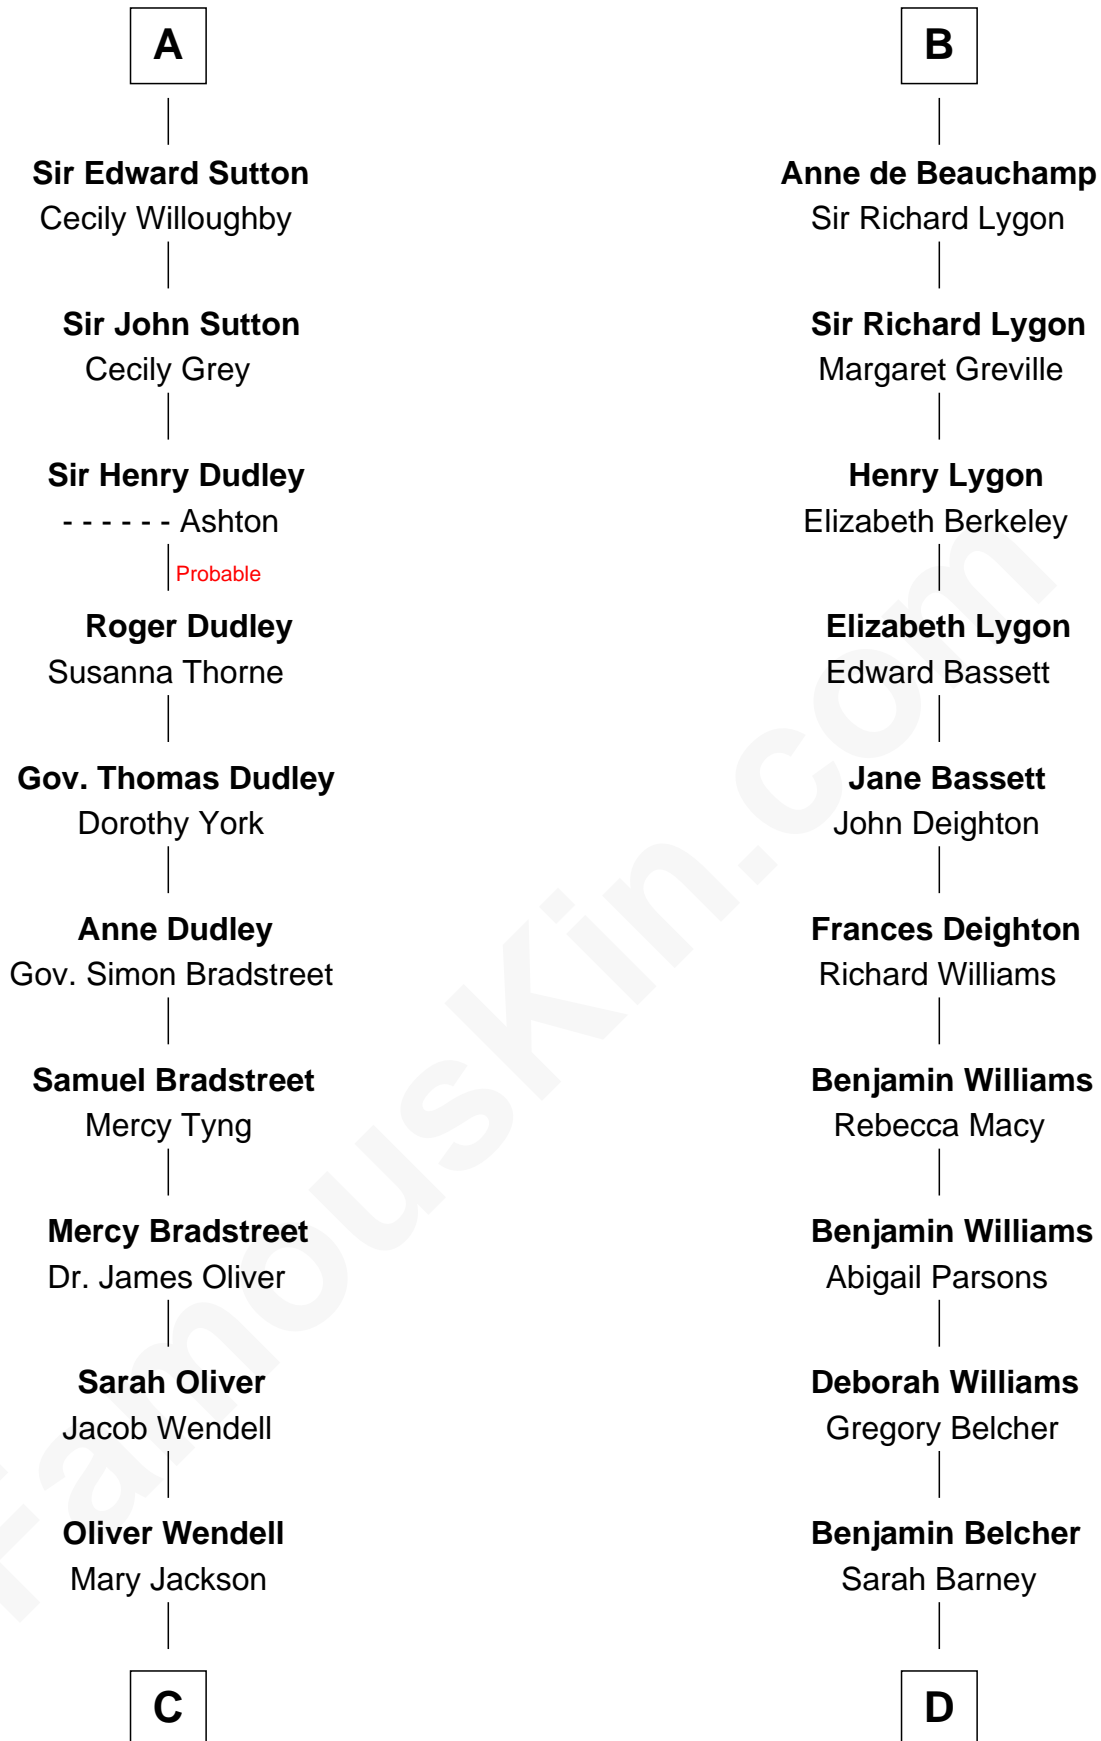 A
Sir Edward Sutton
Cecily Willoughby
Sir John Sutton
Cecily Grey
Sir Henry Dudley
- - - - - - Ashton
Probable
Roger Dudley
Susanna Thorne
Gov. Thomas Dudley
Dorothy York
Anne Dudley
Gov. Simon Bradstreet
Samuel Bradstreet
Mercy Tyng
Mercy Bradstreet
Dr. James Oliver
Sarah Oliver
Jacob Wendell
Oliver Wendell
Mary Jackson
C
B
Anne de Beauchamp
Sir Richard Lygon
Sir Richard Lygon
Margaret Greville
Henry Lygon
Elizabeth Berkeley
Elizabeth Lygon
Edward Bassett
Jane Bassett
John Deighton
Frances Deighton
Richard Williams
Benjamin Williams
Rebecca Macy
Benjamin Williams
Abigail Parsons
Deborah Williams
Gregory Belcher
Benjamin Belcher
Sarah Barney
D
FamousKin.com